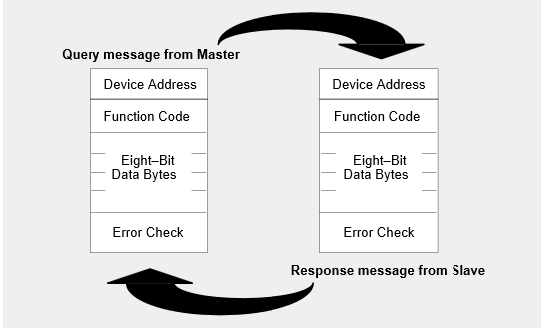 Query message from Master
Device Address
Function Code
Eight–Bit
Data Bytes
Error Check
Device Address
Function Code
Eight–Bit
Data Bytes
Error Check
Response message from Slave